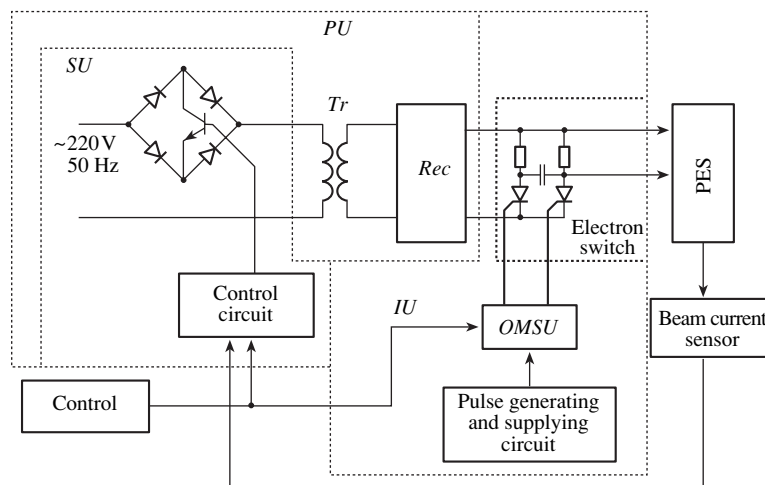 PU
SU
Tr
~220 V
50 Hz
Rec
PES
Electron
switch
Control
circuit
IU
OMSU
Beam current
sensor
Control
Pulse generating
and supplying
circuit